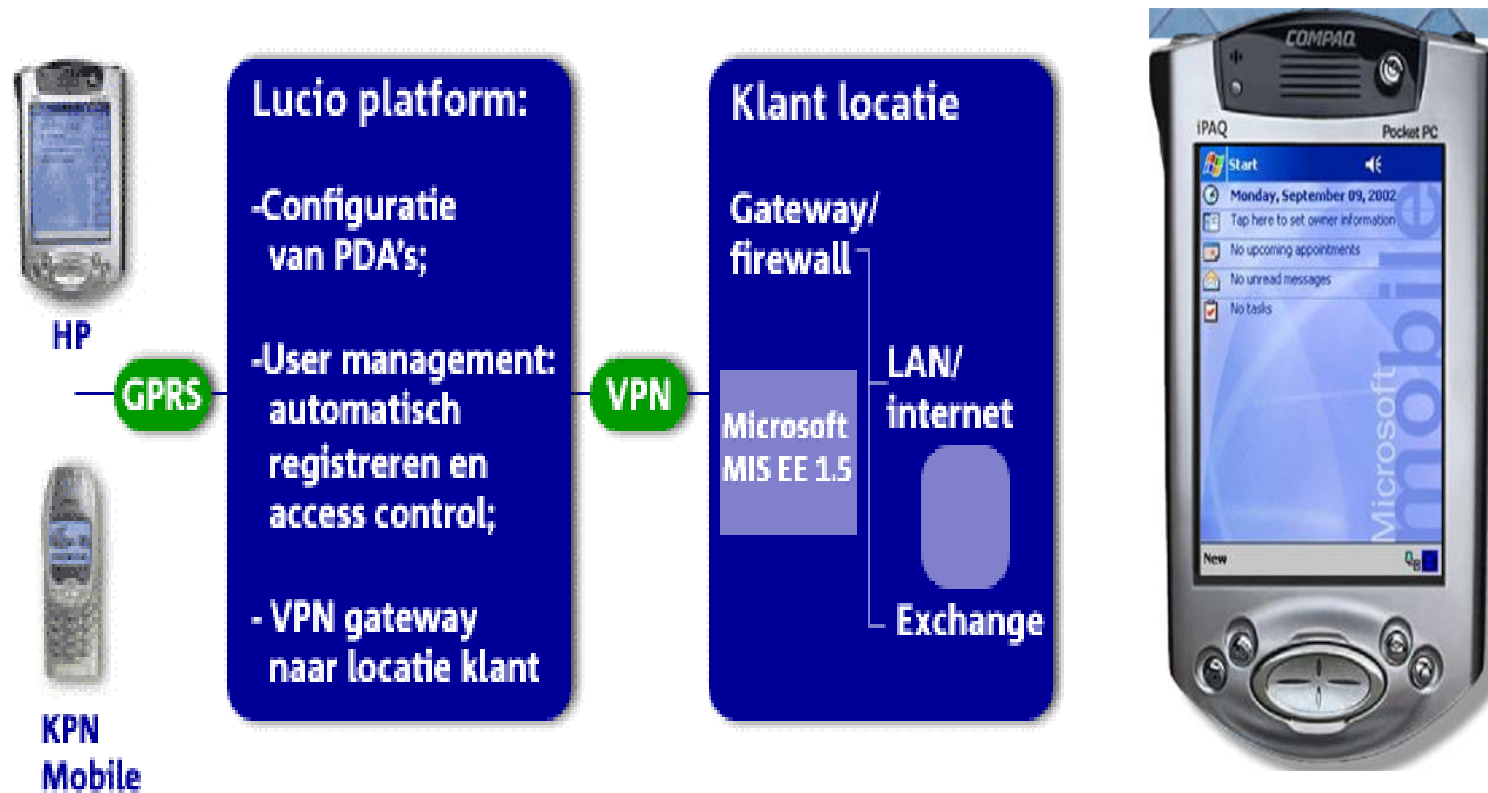 HP
GPRS
KPN
Mobile
Lucio platform:
-Configuratie
van PDA's;
-User management:
automatisch
registreren en
access control;
- VPN gateway
naar locatie klant
VPN
Klant locatie
Gateway/
firewall
LAN/
internet
Microsoft
MIS EE 1.5
Exchange
COMPAQ
iPAQ Pocket PC
Start
Monday, September 09, 2002
Tap here to set owner information
No upcoming appointments
No unread messages
No tasks
Microsoft
mobile
New